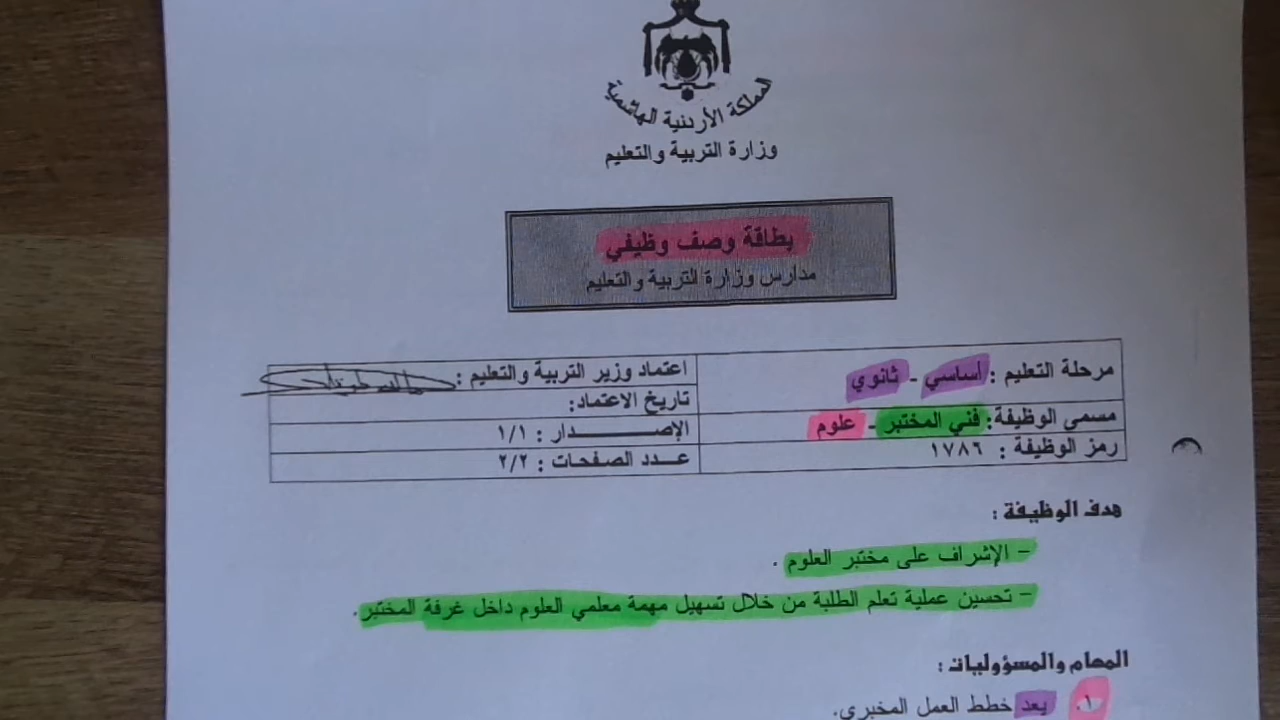 المملكة الأردنية الهاشمية
وزارة التربية والتعليم
بطاقة وصف وظيفي
مدارس وزارة التربية والتعليم
مرحلة التعليم : أساسي - ثانوي
مسمى الوظيفة: فني المختبر - علوم
رمز الوظيفة : ١٧٨٦
اعتماد وزير التربية والتعليم :
تاريخ الاعتماد:
الإصـــــــدار : ١/١
عـدد الصفحات : ٢/٢
هدف الوظيفة :
- الإشراف على مختبر العلوم .
- تحسين عملية تعلم الطلبة من خلال تسهيل مهمة معلمي العلوم داخل غرفة المختبر .
المهام والمسؤوليات :
١. يعد خطط العمل المخبري.